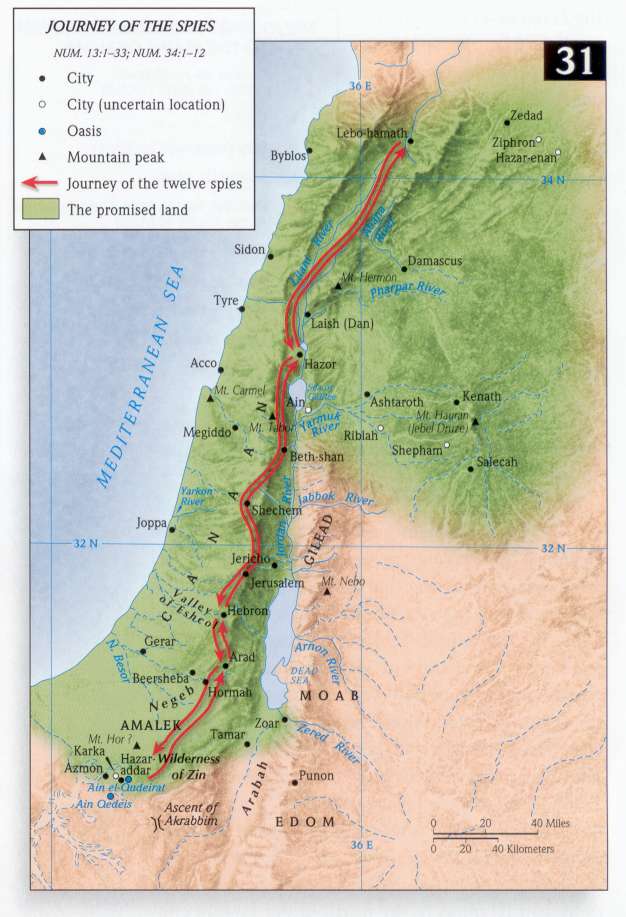 JOURNEY OF THE SPIES
NUM. 13:1–33; NUM. 34:1–12
City
City (uncertain location)
Oasis
Mountain peak
Journey of the twelve spies
The promised land
31
36 E
Zedad
Lebo-hamath
Ziphron
Hazar-enan
Byblos
34 N
Litani River
River
Sidon
Damascus
Mt. Hermon
Pharpar River
MEDITERRANEAN SEA
Tyre
Laish (Dan)
Hazor
Acco
Mt. Carmel
Ain
Ashtaroth
Kenath
Mt. Tabor
Yarmuk
River
Mt. Hauran
(Jebel Druze)
Megiddo
Riblah
Shepham
Beth-shan
Salecah
CANAAN
Yarkon
River
Jabbok River
Shechem
Jordan River
Joppa
GILEAD
32 N
32 N
Jericho
Jerusalem
Mt. Nebo
Valley
of Eshcol
Hebron
Gerar
N. Besor
Arad
Arnon River
DEAD
SEA
Beersheba
Hormah
MOAB
Negeb
AMALEK
Zoar
Mt. Hor ?
Tamar
Zered River
Karka
Hazar-
addar
Wilderness
of Zin
Azmon
Ain el-Qudeirat
Ain Qedeis
Punon
Arabah
Ascent of
Akrabbim
EDOM
0 20 40 Miles
0 20 40 Kilometers
36 E